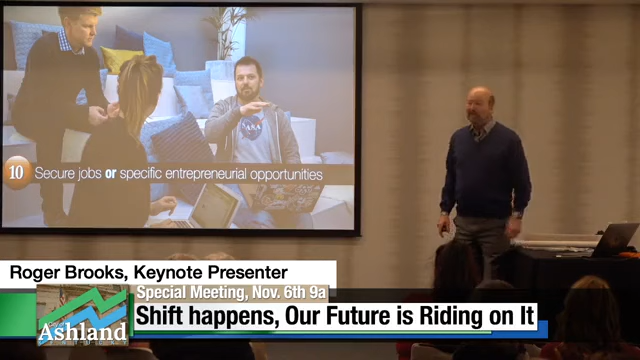 NASA
10 Secure jobs or specific entrepreneurial opportunities
Roger Brooks, Keynote Presenter
Special Meeting, Nov. 6th 9a
Shift happens, Our Future is Riding on It
Ashland